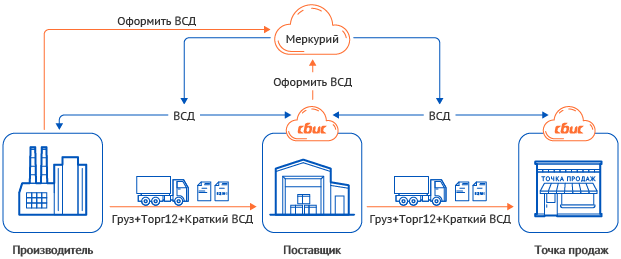 Оформить ВСД
Меркурий
Оформить ВСД
ВСД
сбис
ВСД
сбис
ТОЧКА ПРОДАЖ
Груз+Торг12+Краткий ВСД
Груз+Торг12+Краткий ВСД
Производитель
Поставщик
Точка продаж